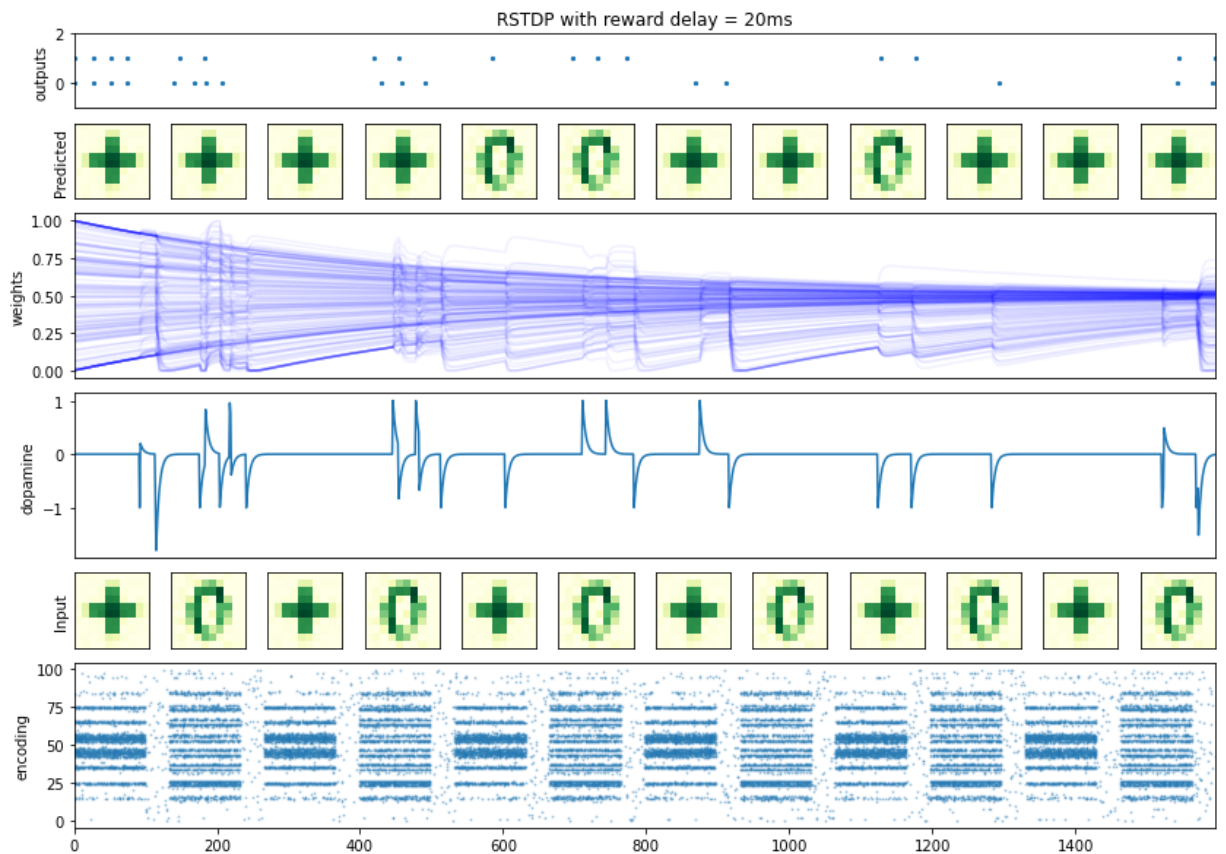 RSTDP with reward delay = 20ms
2
0
outputs
Predicted
1.00
0.75
0.50
0.25
0.00
weights
1
0
−1
dopamine
Input
100
75
50
25
0
encoding
0 200 400 600 800 1000 1200 1400